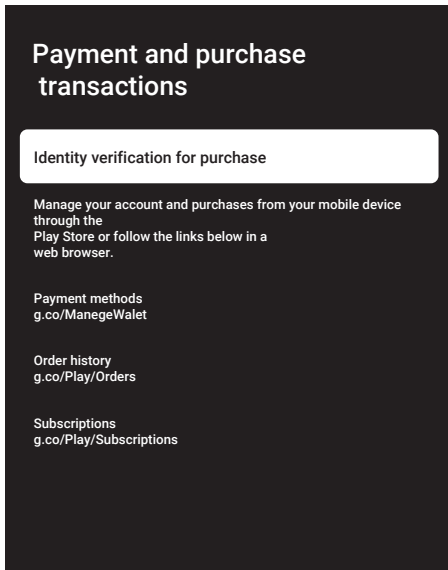 Payment and purchase
transactions
Identity verification for purchase
Manage your account and purchases from your mobile device
through the
Play Store or follow the links below in a
web browser.
Payment methods
g.co/ManegeWalet
Order history
g.co/Play/Orders
Subscriptions
g.co/Play/Subscriptions